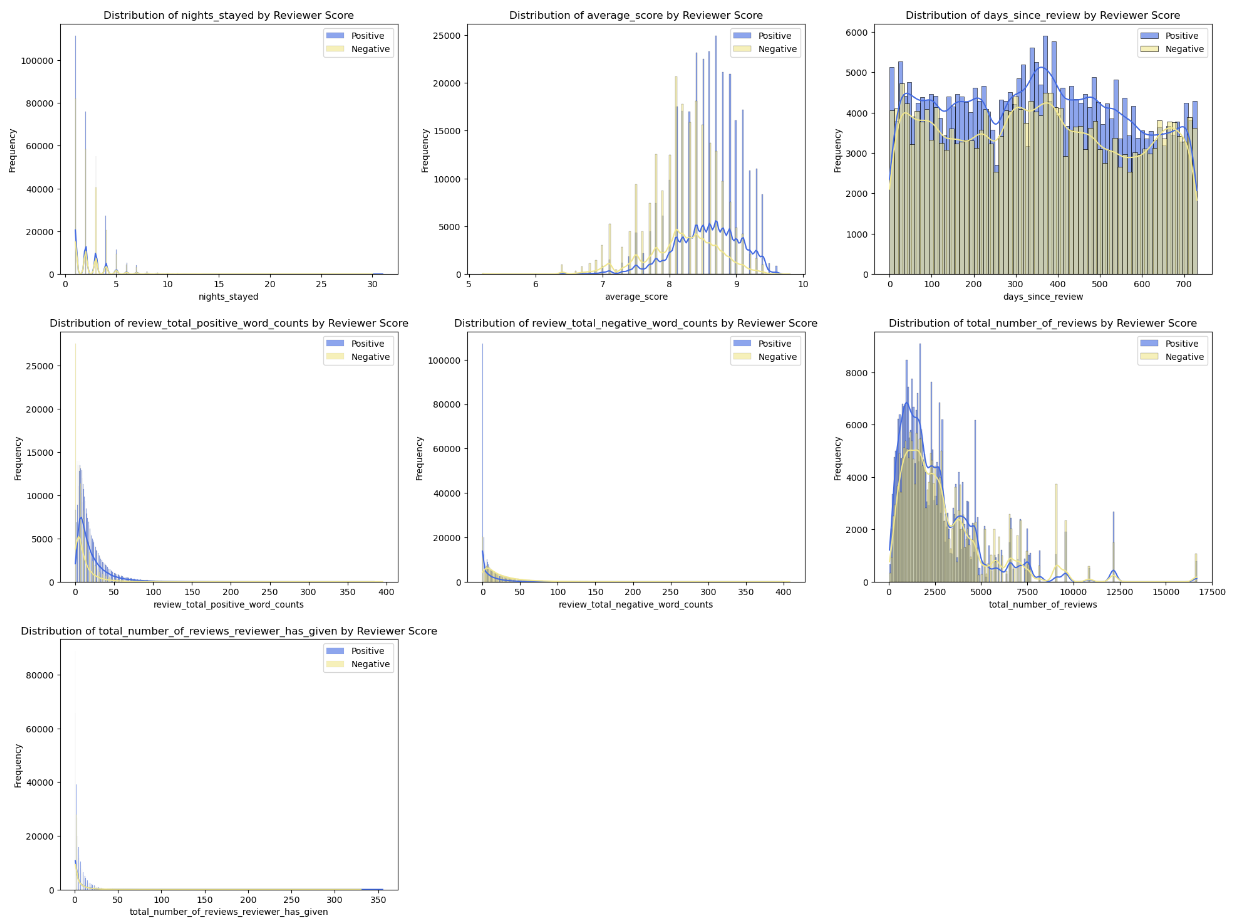 Distribution of nights_stayed by Reviewer Score
Positive
Negative
Frequency
100000
80000
60000
40000
20000
0
0 5 10 15 20 25 30
nights_stayed
Distribution of average_score by Reviewer Score
Positive
Negative
Frequency
25000
20000
15000
10000
5000
0
5 6 7 8 9 10
average_score
Distribution of days_since_review by Reviewer Score
Positive
Negative
Frequency
6000
5000
4000
3000
2000
1000
0
0 100 200 300 400 500 600 700
days_since_review
Distribution of review_total_positive_word_counts by Reviewer Score
Positive
Negative
Frequency
25000
20000
15000
10000
5000
0
0 50 100 150 200 250 300 350 400
review_total_positive_word_counts
Distribution of review_total_negative_word_counts by Reviewer Score
Positive
Negative
Frequency
100000
80000
60000
40000
20000
0
0 50 100 150 200 250 300 350 400
review_total_negative_word_counts
Distribution of total_number_of_reviews by Reviewer Score
Positive
Negative
Frequency
8000
6000
4000
2000
0
0 2500 5000 7500 10000 12500 15000 17500
total_number_of_reviews
Distribution of total_number_of_reviews_reviewer_has_given by Reviewer Score
Positive
Negative
Frequency
80000
60000
40000
20000
0
0 50 100 150 200 250 300 350
total_number_of_reviews_reviewer_has_given